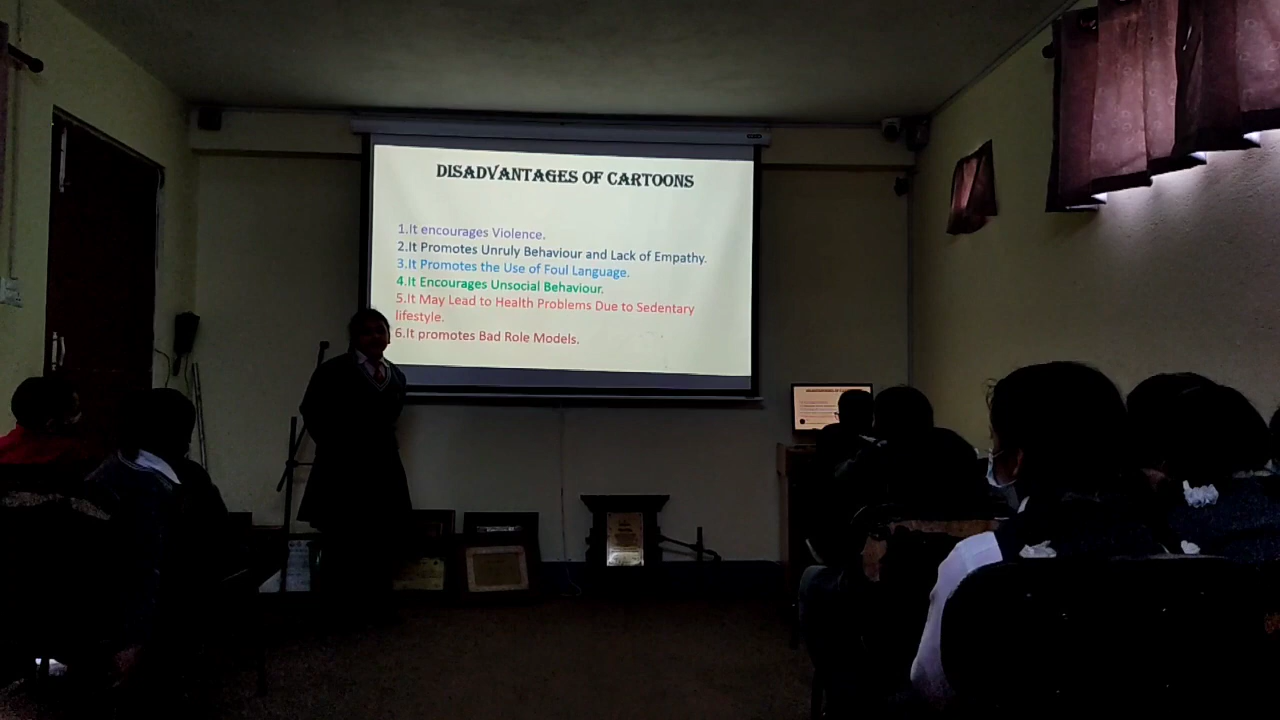 DISADVANTAGES OF CARTOONS
1.It encourages Violence.
2.It Promotes Unruly Behaviour and Lack of Empathy.
3.It Promotes the Use of Foul Language.
4.It Encourages Unsocial Behaviour.
5.It May Lead to Health Problems Due to Sedentary
lifestyle.
6.It promotes Bad Role Models.